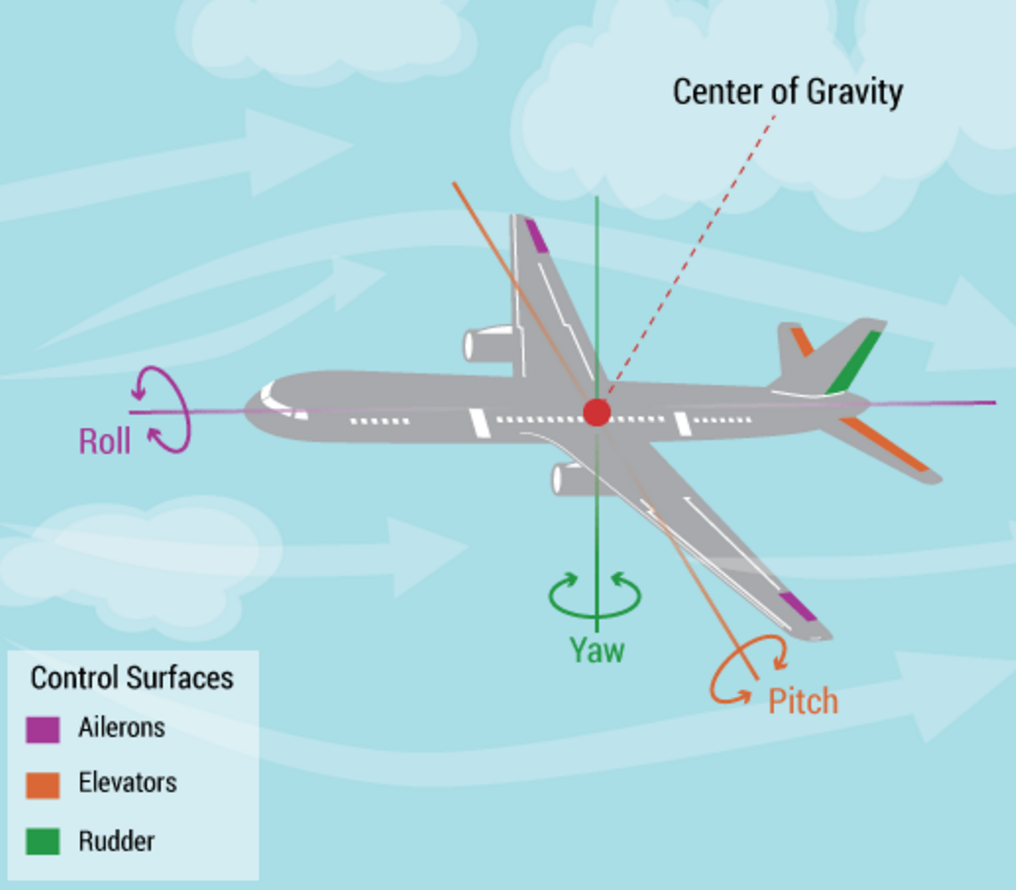 Center of Gravity
Roll
Yaw
Pitch
Control Surfaces
Ailerons
Elevators
Rudder